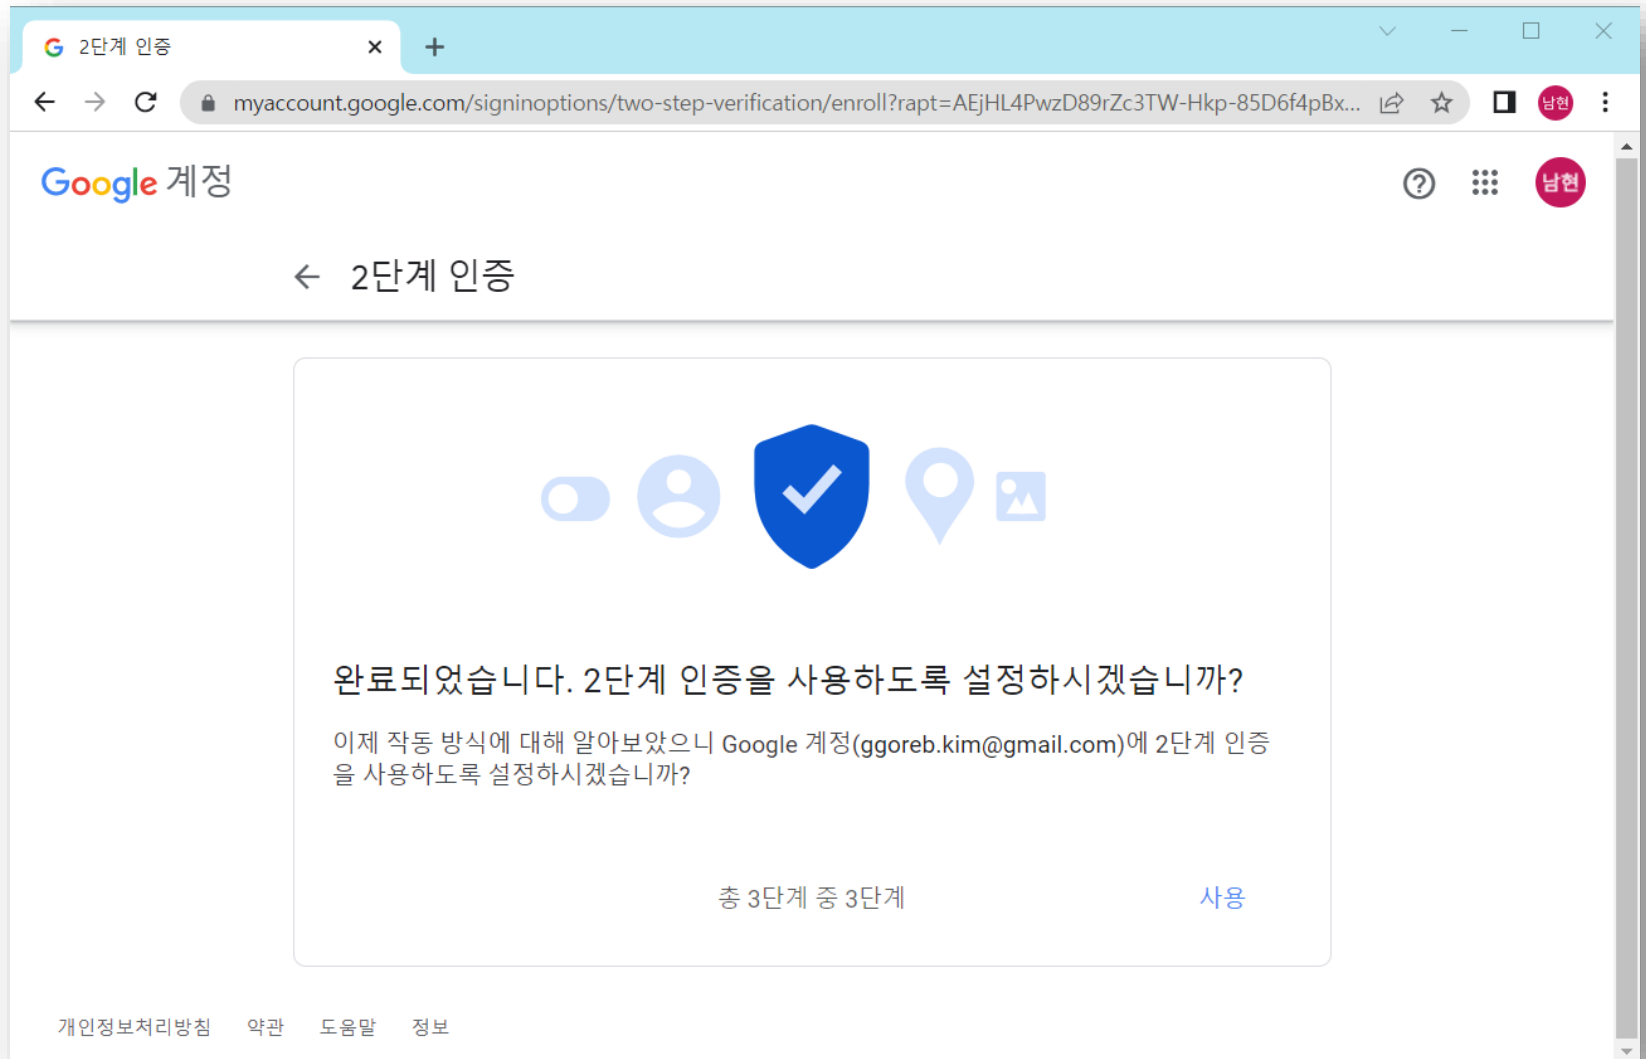 2단계 인증
myaccount.google.com/signinoptions/two-step-verification/enroll?rapt=AEjHL4PwzD89rZc3TW-Hkp-85D6f4pBx...
남현
Google 계정
남현
2단계 인증
완료되었습니다. 2단계 인증을 사용하도록 설정하시겠습니까?
이제 작동 방식에 대해 알아보았으니 Google 계정(ggoreb.kim@gmail.com)에 2단계 인증
을 사용하도록 설정하시겠습니까?
총 3단계 중 3단계
사용
개인정보처리방침 약관 도움말 정보